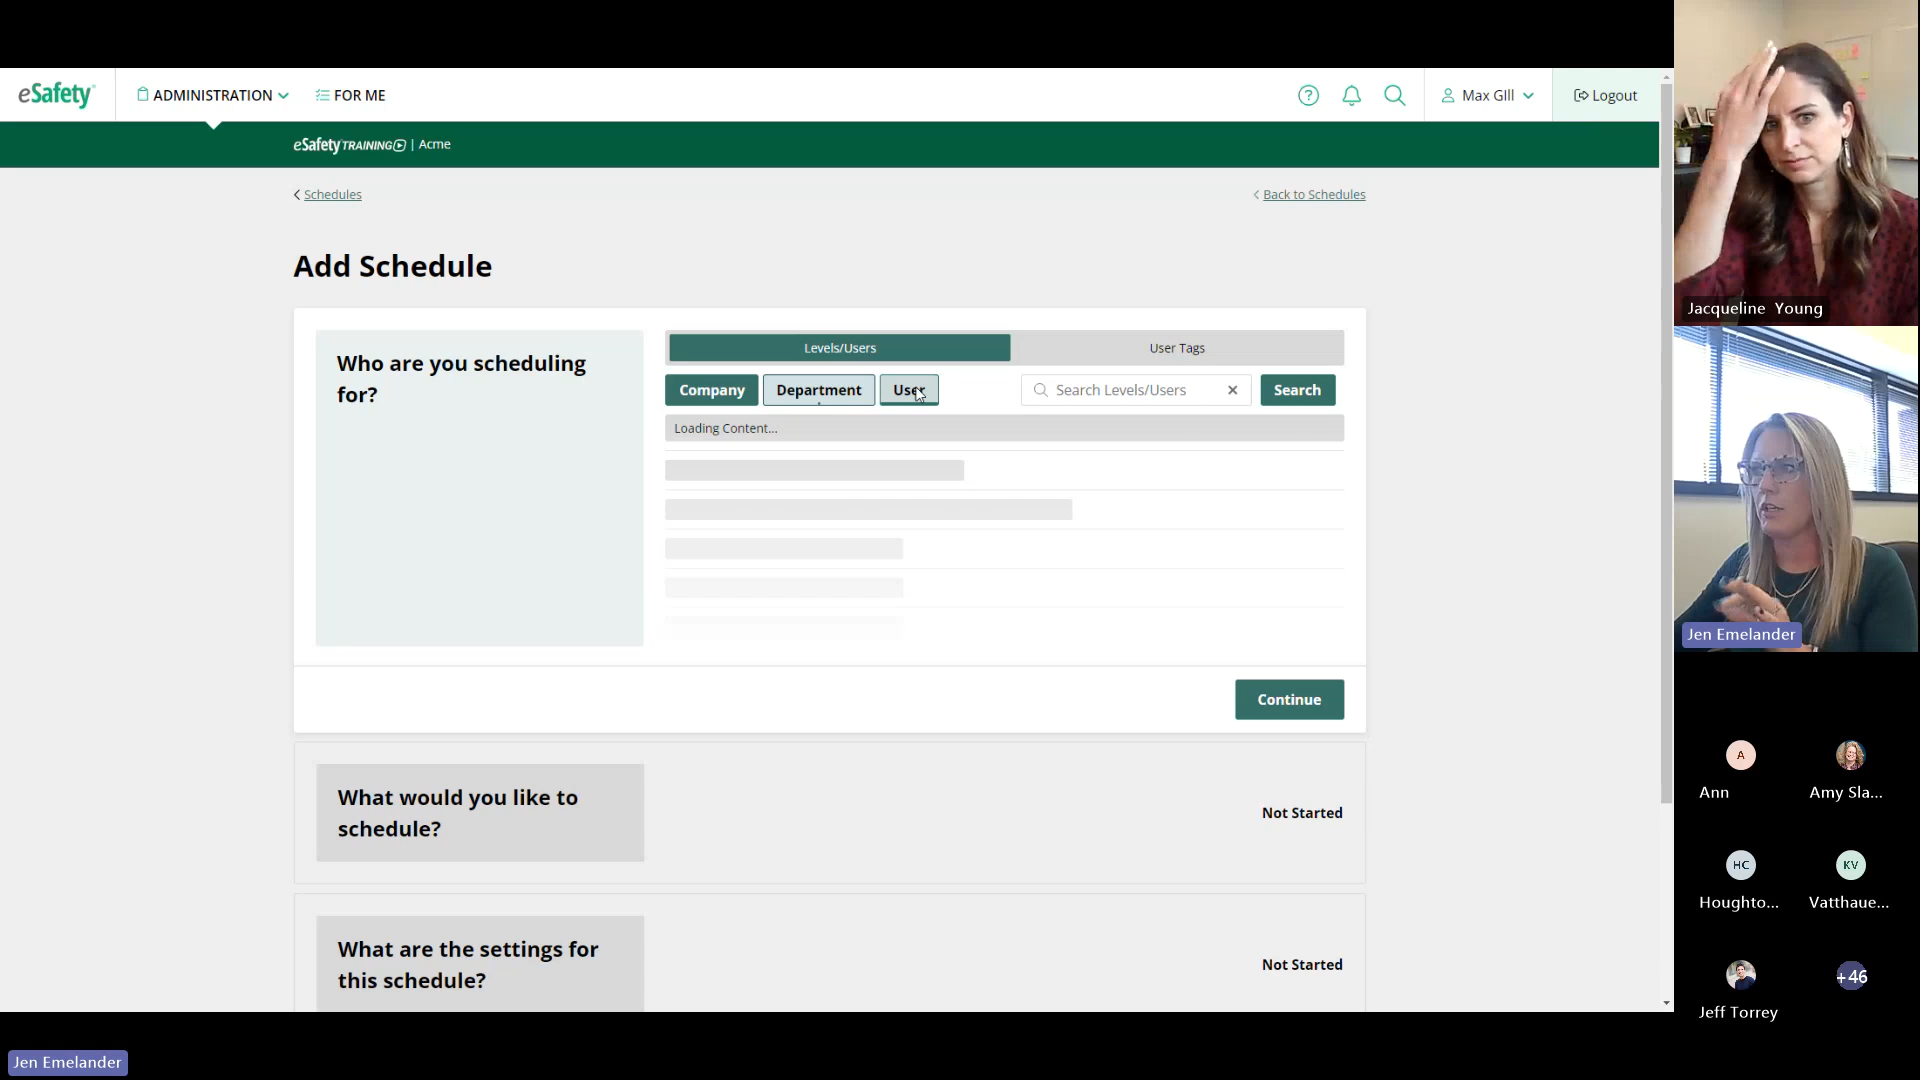 eSafety
ADMINISTRATION
FOR ME
?
Max GIll
Logout
eSafety TRAINING | Acme
Schedules
Back to Schedules
Add Schedule
Who are you scheduling
for?
Levels/Users
User Tags
Company
Department
User
Search Levels/Users
Search
Loading Content...
Continue
What would you like to
schedule?
Not Started
What are the settings for
this schedule?
Not Started
Jacqueline Young
Jen Emelander
A
Ann
Amy Sla...
HC
Houghto...
KV
Vatthaue...
Jeff Torrey
+46
Jen Emelander